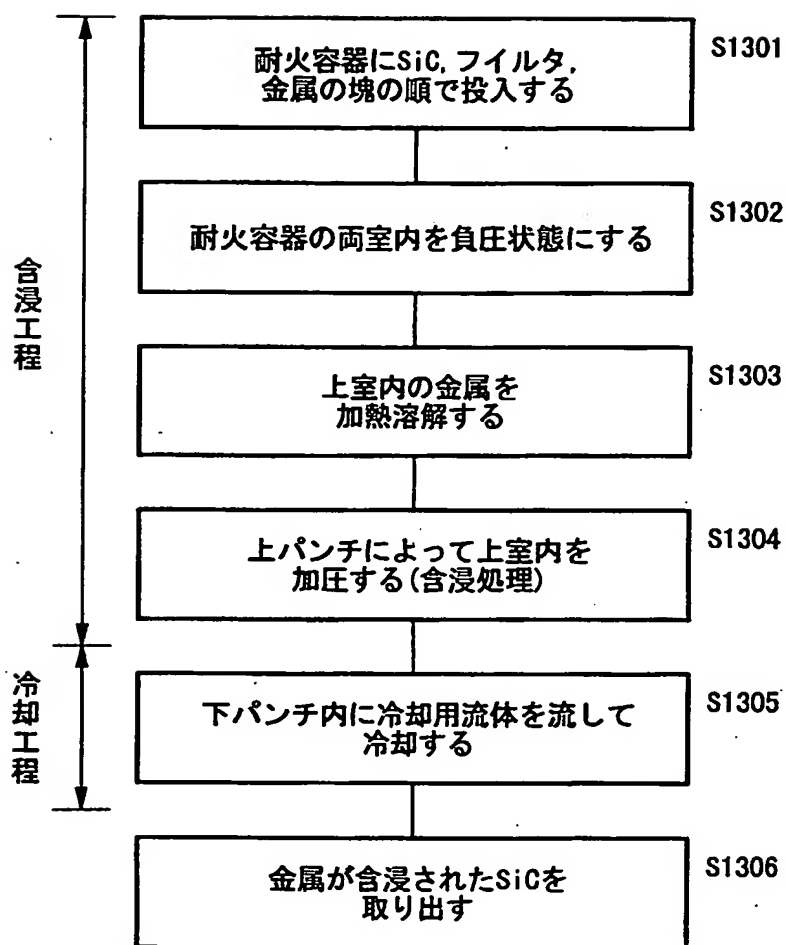 耐火容器にSiC,フイルタ,
金属の塊の順で投入する
S1301
耐火容器の両室内を負圧状態にする
S1302
含浸工程
上室内の金属を
加熱溶解する
S1303
上パンチによって上室内を
加圧する(含浸処理)
S1304
冷却工程
下パンチ内に冷却用流体を流して
冷却する
S1305
金属が含浸されたSiCを
取り出す
S1306